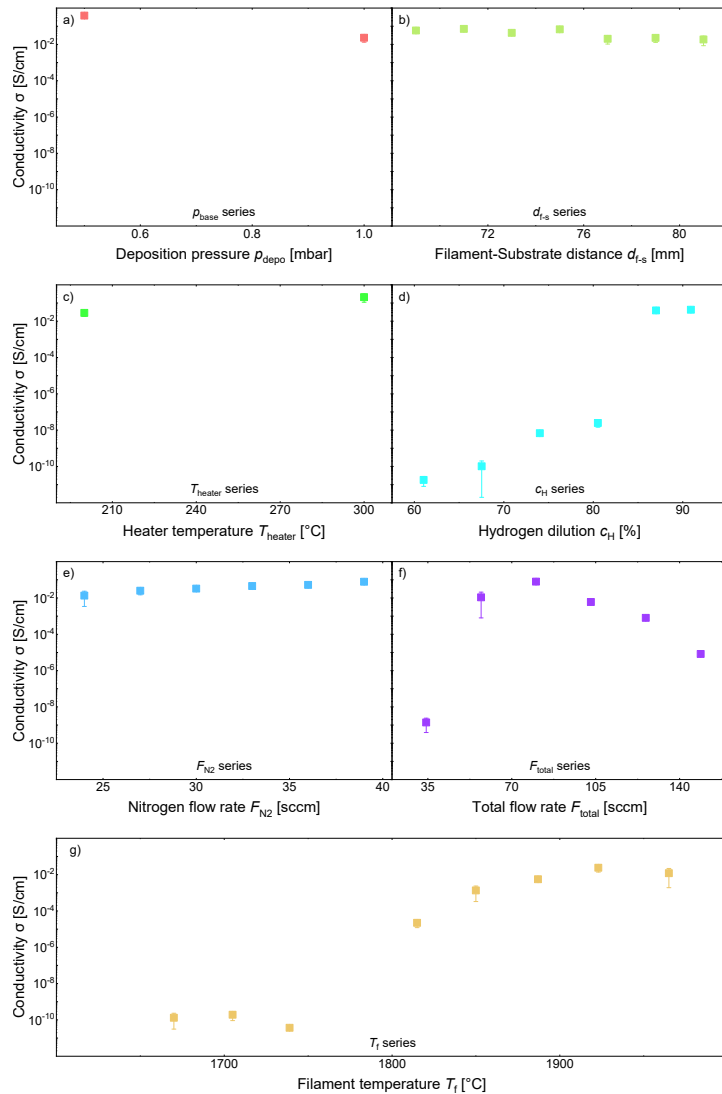 a)
b)
Conductivity σ [S/cm]
10-2
10-4
10-6
10-8
10-10
pbase series
df-s series
0.6 0.8 1.0
72 76 80
Deposition pressure pdepo [mbar]
Filament-Substrate distance df-s [mm]
c)
d)
Conductivity σ [S/cm]
10-2
10-4
10-6
10-8
10-10
Theater series
cH series
210 240 270 300
60 70 80 90
Heater temperature Theater [°C]
Hydrogen dilution cH [%]
e)
f)
Conductivity σ [S/cm]
10-2
10-4
10-6
10-8
10-10
FN2 series
Ftotal series
25 30 35 40
35 70 105 140
Nitrogen flow rate FN2 [sccm]
Total flow rate Ftotal [sccm]
g)
Conductivity σ [S/cm]
10-2
10-4
10-6
10-8
10-10
Tf series
1700 1800 1900
Filament temperature Tf [°C]